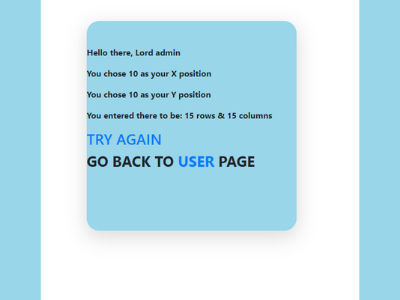 Hello there, Lord admin
You chose 10 as your X position
You chose 10 as your Y position
You entered there to be: 15 rows & 15 columns
TRY AGAIN
GO BACK TO USER PAGE